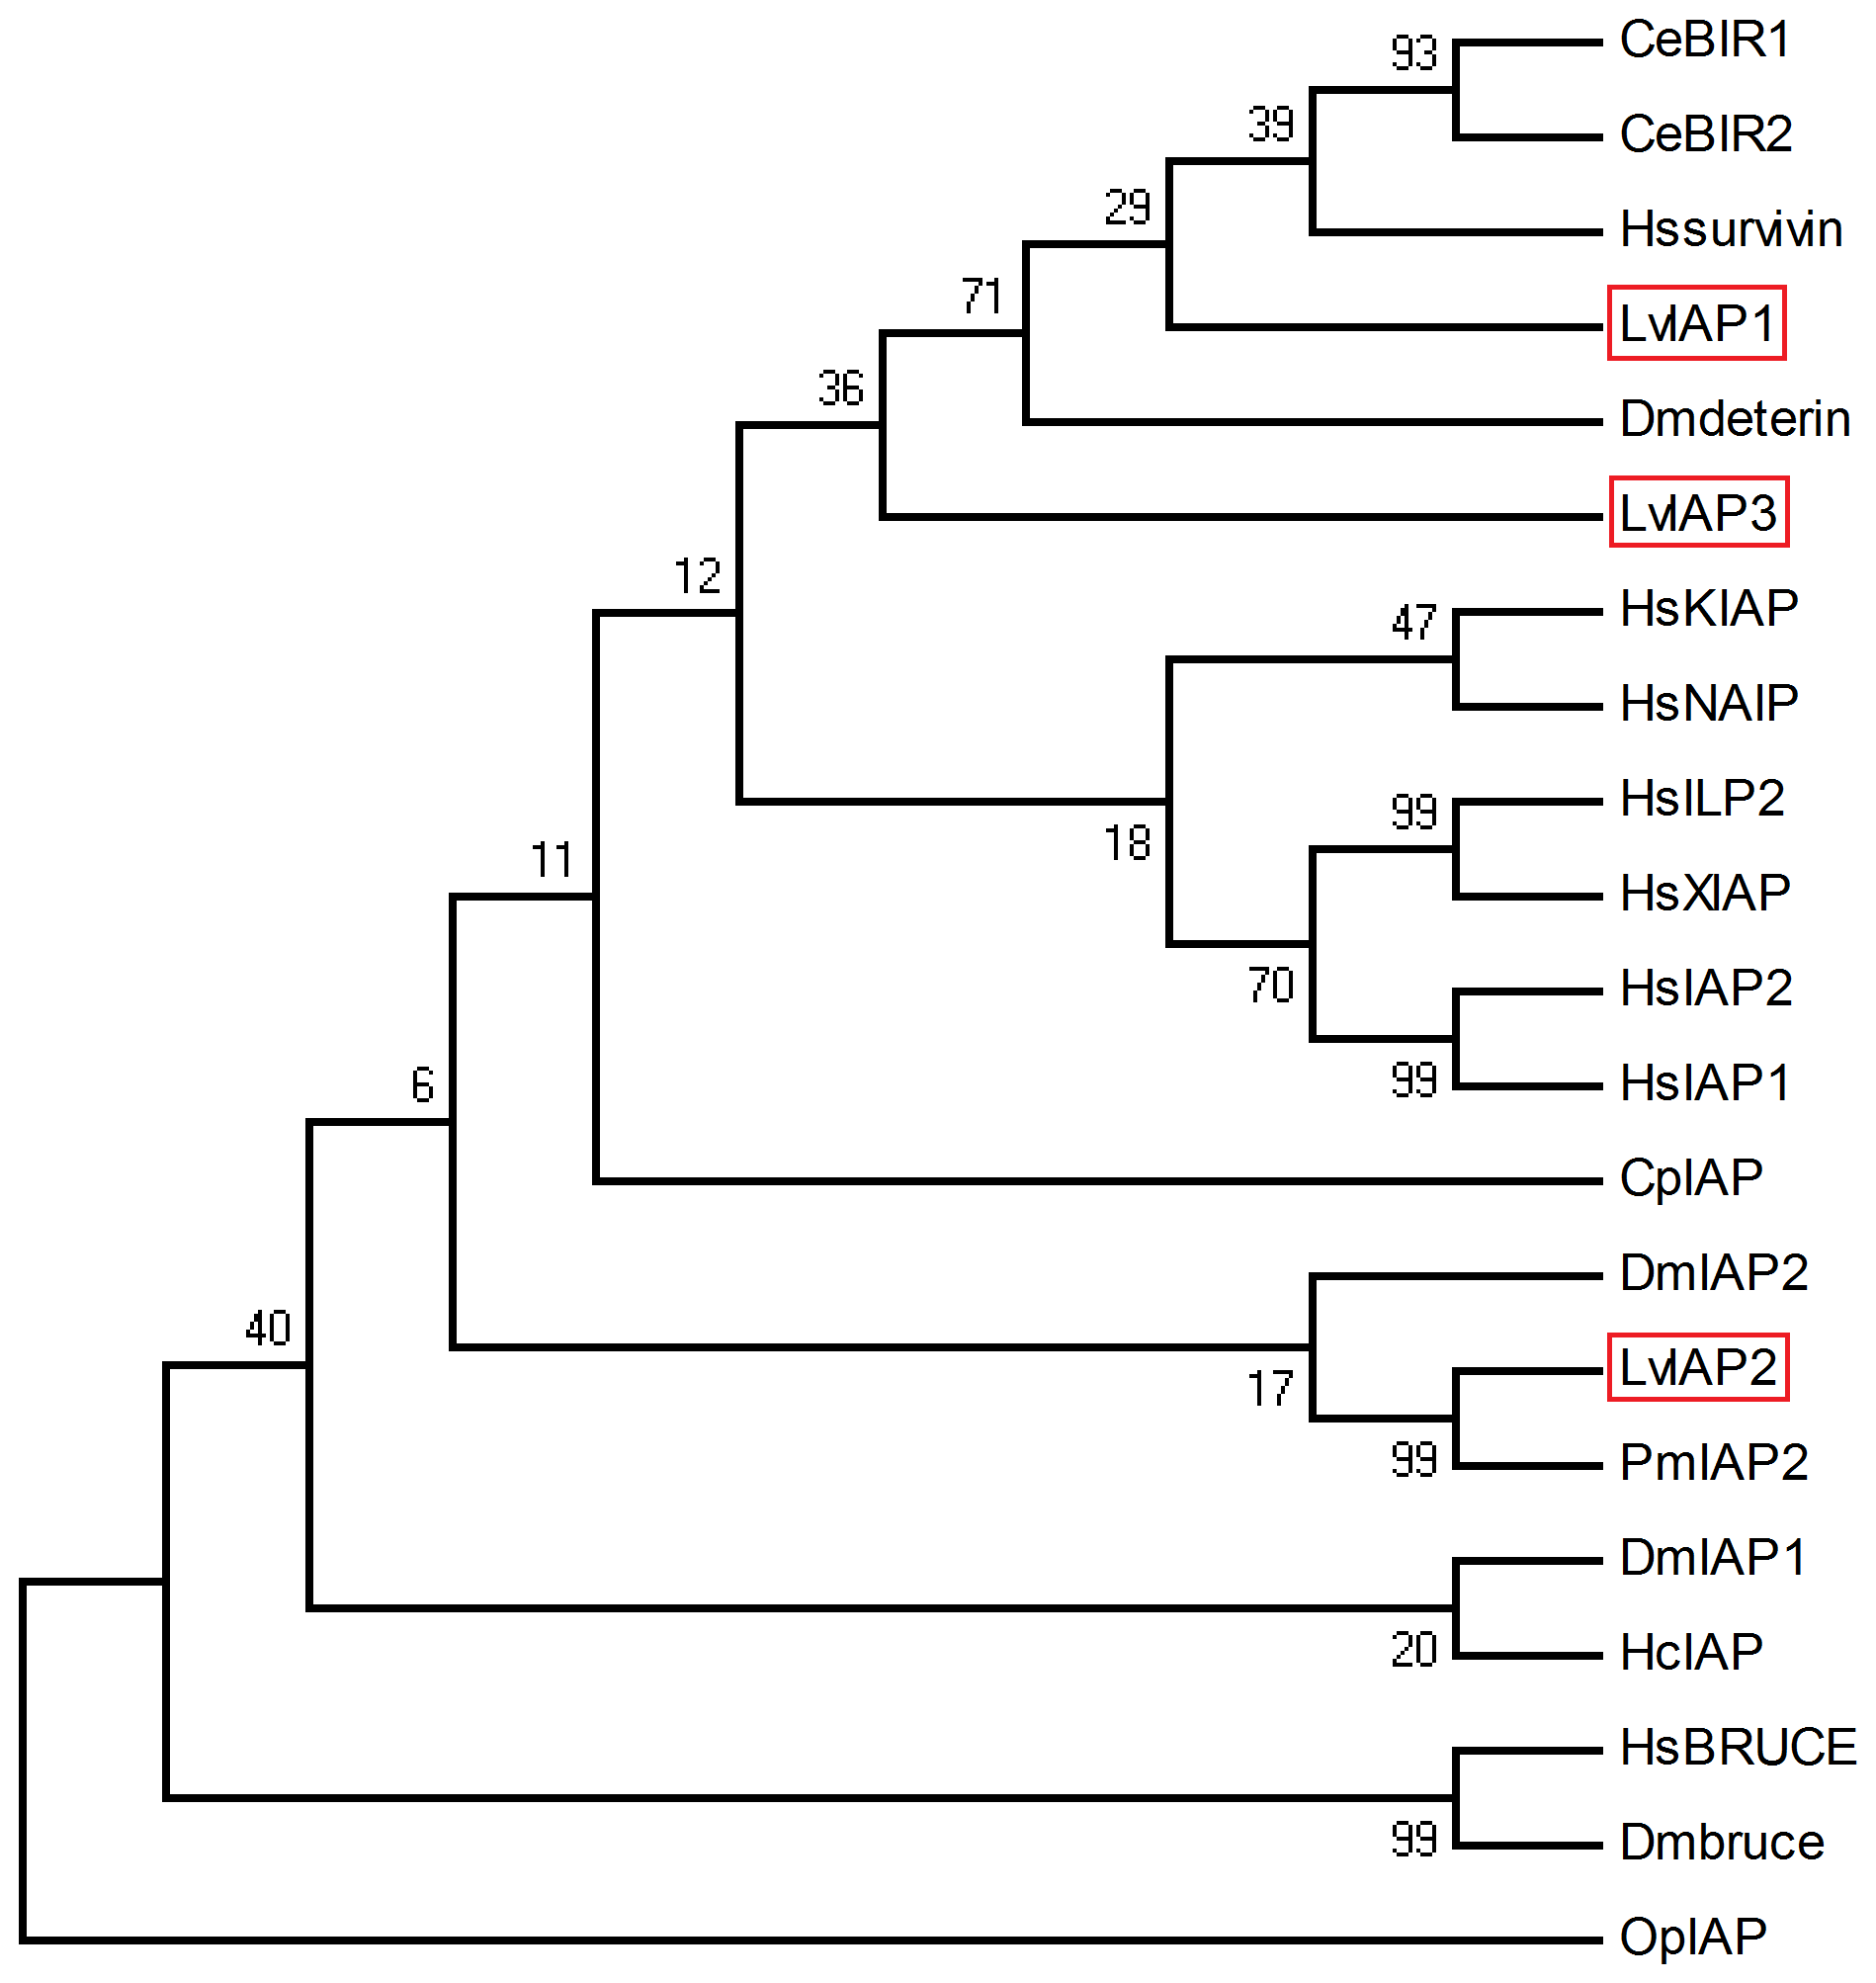 CeBIR1
93
CeBIR2
39
29
Hssurvivin
71
LvIAP1
36
Dmdeterin
LvIAP3
12
HsKIAP
47
HsNAIP
HsILP2
99
18
11
HsXIAP
70
HsIAP2
6
99
HsIAP1
CpIAP
DmIAP2
40
LvIAP2
17
99
PmIAP2
DmIAP1
20
HcIAP
HsBRUCE
99
Dmbruce
OpIAP